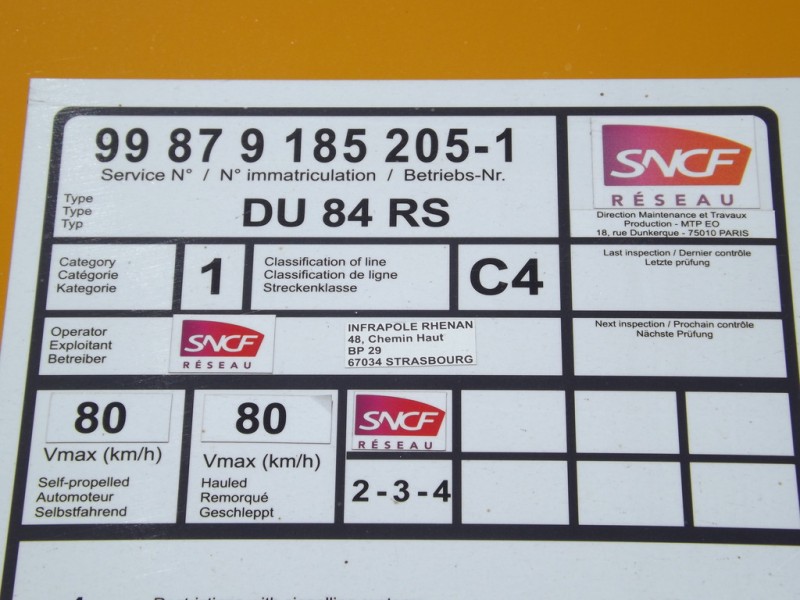 99 87 9 185 205-1
Service N° / N° immatriculation / Betriebs-Nr.
Type
Type
Typ
DU 84 RS
SNCF
RÉSEAU
Direction Maintenance et Travaux
Production - MTP EO
18, rue Dunkerque - 75010 PARIS
Category
Catégorie
Kategorie
1
Classification of line
Classification de ligne
Streckenklasse
C4
Last inspection / Dernier contrôle
Letzte prüfung
Operator
Exploitant
Betreiber
SNCF
RÉSEAU
INFRAPOLE RHENAN
48, Chemin Haut
BP 29
67034 STRASBOURG
Next inspection / Prochain contrôle
Nächste Prüfung
80
Vmax (km/h)
Self-propelled
Automoteur
Selbstfahrend
80
Vmax (km/h)
Hauled
Remorqué
Geschleppt
SNCF
RÉSEAU
2-3-4